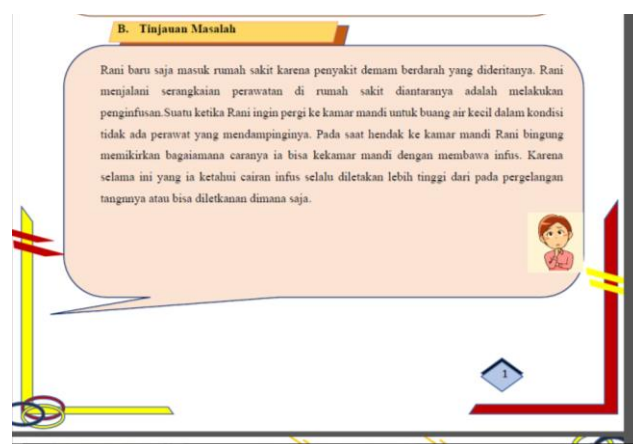 B. Tinjauan Masalah
Rani baru saja masuk rumah sakit karena penyakit demam berdarah yang dideritanya. Rani
menjalani serangkaian perawatan di rumah sakit diantaranya adalah melakukan
penginfusan.Suatu ketika Rani ingin pergi ke kamar mandi untuk buang air kecil dalam kondisi
tidak ada perawat yang mendampinginya. Pada saat hendak ke kamar mandi Rani bingung
memikirkan bagaiamana caranya ia bisa kekamar mandi dengan membawa infus. Karena
selama ini yang ia ketahui cairan infus selalu diletakan lebih tinggi dari pada pergelangan
tangnnya atau bisa diletkanan dimana saja.
1